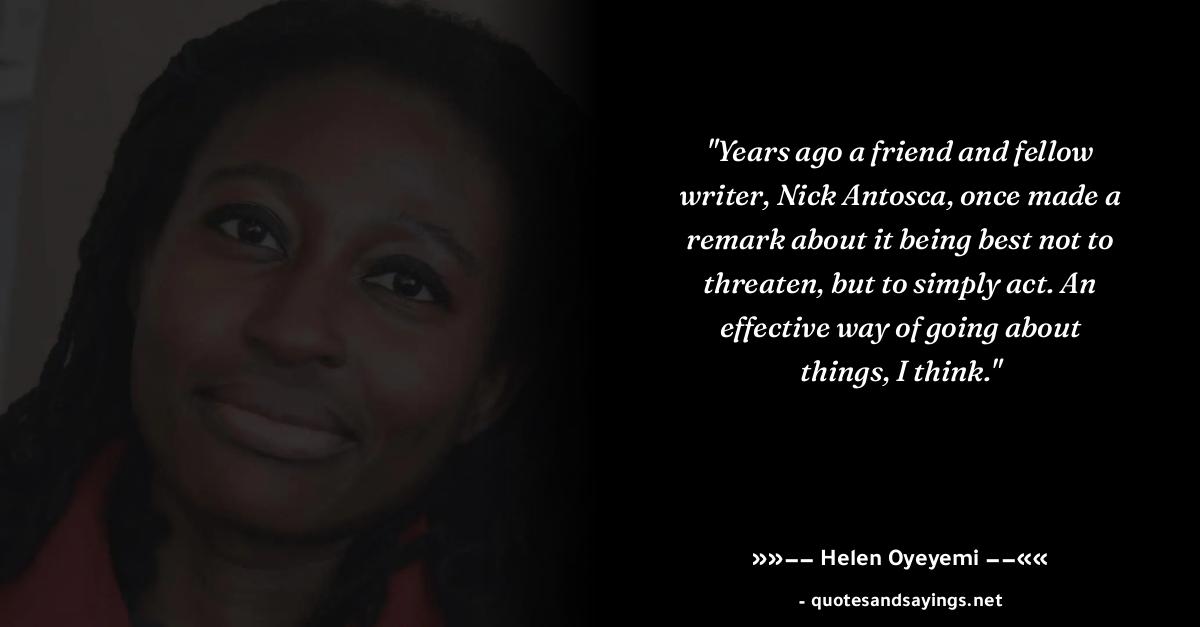 "Years ago a friend and fellow
writer, Nick Antosca, once made a
remark about it being best not to
threaten, but to simply act. An
effective way of going about
things, I think."
»»–– Helen Oyeyemi ––««
- quotesandsayings.net